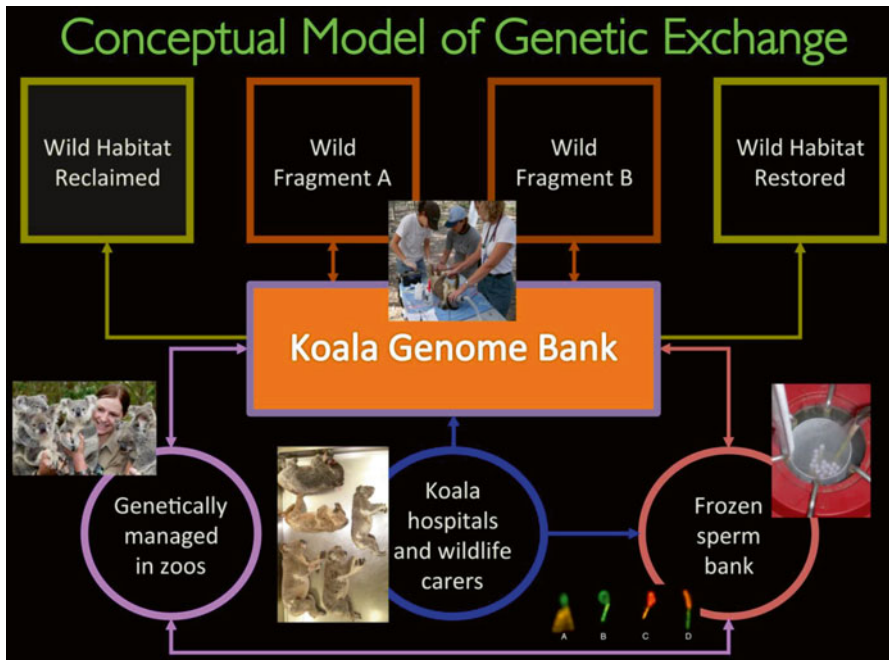 Conceptual Model of Genetic Exchange
Wild Habitat
Reclaimed
Wild
Fragment A
Wild
Fragment B
Wild Habitat
Restored
Koala Genome Bank
Genetically
managed
in zoos
Koala
hospitals
and wildlife
carers
Frozen
sperm
bank
A B C D